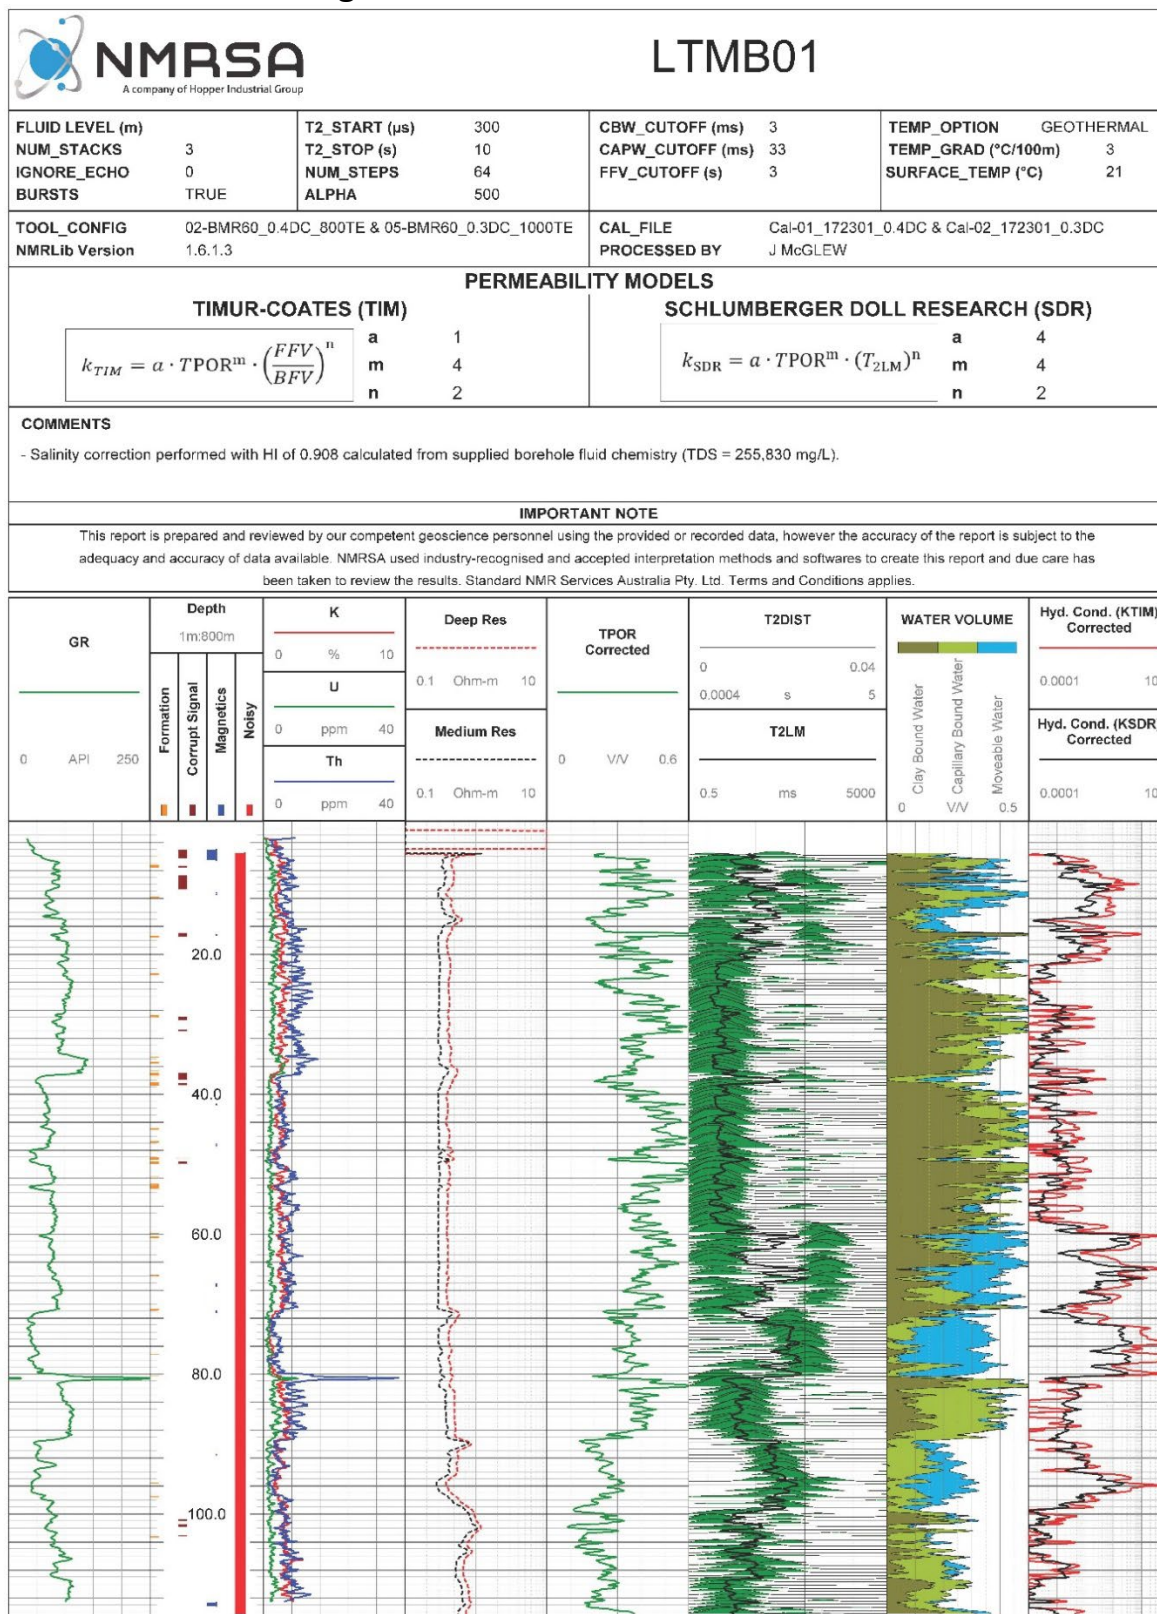 NMRSA
A company of Hopper Industrial Group
LTMB01
FLUID LEVEL (m)
NUM_STACKS 3
IGNORE_ECHO 0
BURSTS TRUE
T2_START (µs) 300
T2_STOP (s) 10
NUM_STEPS 64
ALPHA 500
CBW_CUTOFF (ms) 3
CAPW_CUTOFF (ms) 33
FFV_CUTOFF (s) 3
TEMP_OPTION GEOTHERMAL
TEMP_GRAD (°C/100m) 3
SURFACE_TEMP (°C) 21
TOOL_CONFIG 02-BMR60_0.4DC_800TE & 05-BMR60_0.3DC_1000TE
NMRLib Version 1.6.1.3
CAL_FILE Cal-01_172301_0.4DC & Cal-02_172301_0.3DC
PROCESSED BY J McGLEW
PERMEABILITY MODELS
TIMUR-COATES (TIM)
k_TIM = a · TPOR^m · (FFV/BFV)^n
a 1
m 4
n 2
SCHLUMBERGER DOLL RESEARCH (SDR)
k_SDR = a · TPOR^m · (T_2LM)^n
a 4
m 4
n 2
COMMENTS
- Salinity correction performed with HI of 0.908 calculated from supplied borehole fluid chemistry (TDS = 255,830 mg/L).
IMPORTANT NOTE
This report is prepared and reviewed by our competent geoscience personnel using the provided or recorded data, however the accuracy of the report is subject to the
adequacy and accuracy of data available. NMRSA used industry-recognised and accepted interpretation methods and softwares to create this report and due care has
been taken to review the results. Standard NMR Services Australia Pty. Ltd. Terms and Conditions applies.
GR
0 API 250
Depth
1m:800m
Formation
Corrupt Signal
Magnetics
Noisy
K
0 % 10
U
0 ppm 40
Th
0 ppm 40
Deep Res
0.1 Ohm-m 10
Medium Res
0.1 Ohm-m 10
TPOR
Corrected
0 V/V 0.6
T2DIST
0 0.04
0.0004 s 5
T2LM
0.5 ms 5000
WATER VOLUME
Clay Bound Water
Capillary Bound Water
Moveable Water
0 V/V 0.5
Hyd. Cond. (KTIM)
Corrected
0.0001 10
Hyd. Cond. (KSDR)
Corrected
0.0001 10
20.0
40.0
60.0
80.0
100.0